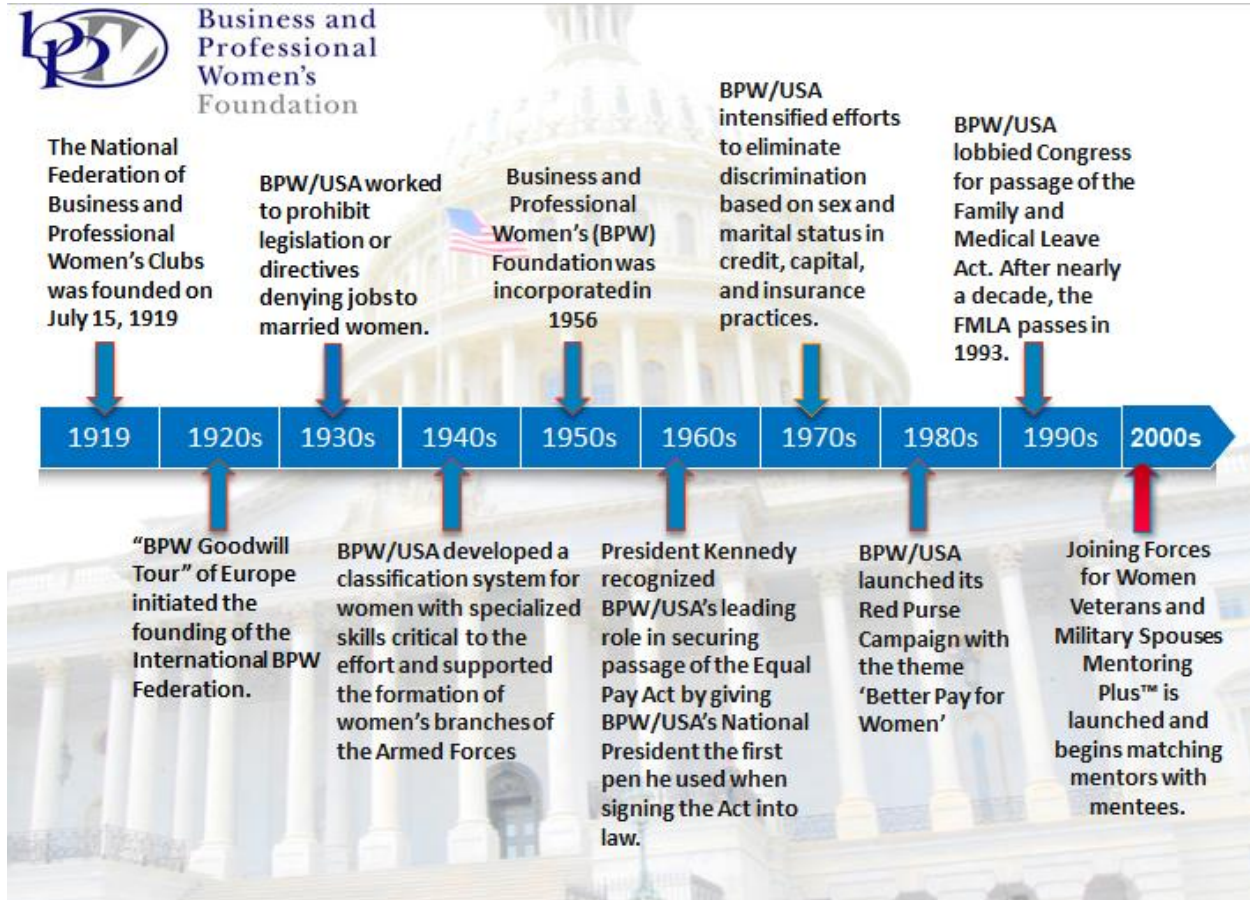 bpw
Business and
Professional
Women's
Foundation
The National
Federation of
Business and
Professional
Women's Clubs
was founded on
July 15, 1919
BPW/USA worked
to prohibit
legislation or
directives
denying jobs to
married women.
Business and
Professional
Women's (BPW)
Foundation was
incorporated in
1956
BPW/USA
intensified efforts
to eliminate
discrimination
based on sex and
marital status in
credit, capital,
and insurance
practices.
BPW/USA
lobbied Congress
for passage of the
Family and
Medical Leave
Act. After nearly
a decade, the
FMLA passes in
1993.
1919 1920s 1930s 1940s 1950s 1960s 1970s 1980s 1990s 2000s
“BPW Goodwill
Tour” of Europe
initiated the
founding of the
International BPW
Federation.
BPW/USA developed a
classification system for
women with specialized
skills critical to the
effort and supported
the formation of
women's branches of
the Armed Forces
President Kennedy
recognized
BPW/USA's leading
role in securing
passage of the Equal
Pay Act by giving
BPW/USA's National
President the first
pen he used when
signing the Act into
law.
BPW/USA
launched its
Red Purse
Campaign with
the theme
‘Better Pay for
Women’
Joining Forces
for Women
Veterans and
Military Spouses
Mentoring
Plus™ is
launched and
begins matching
mentors with
mentees.